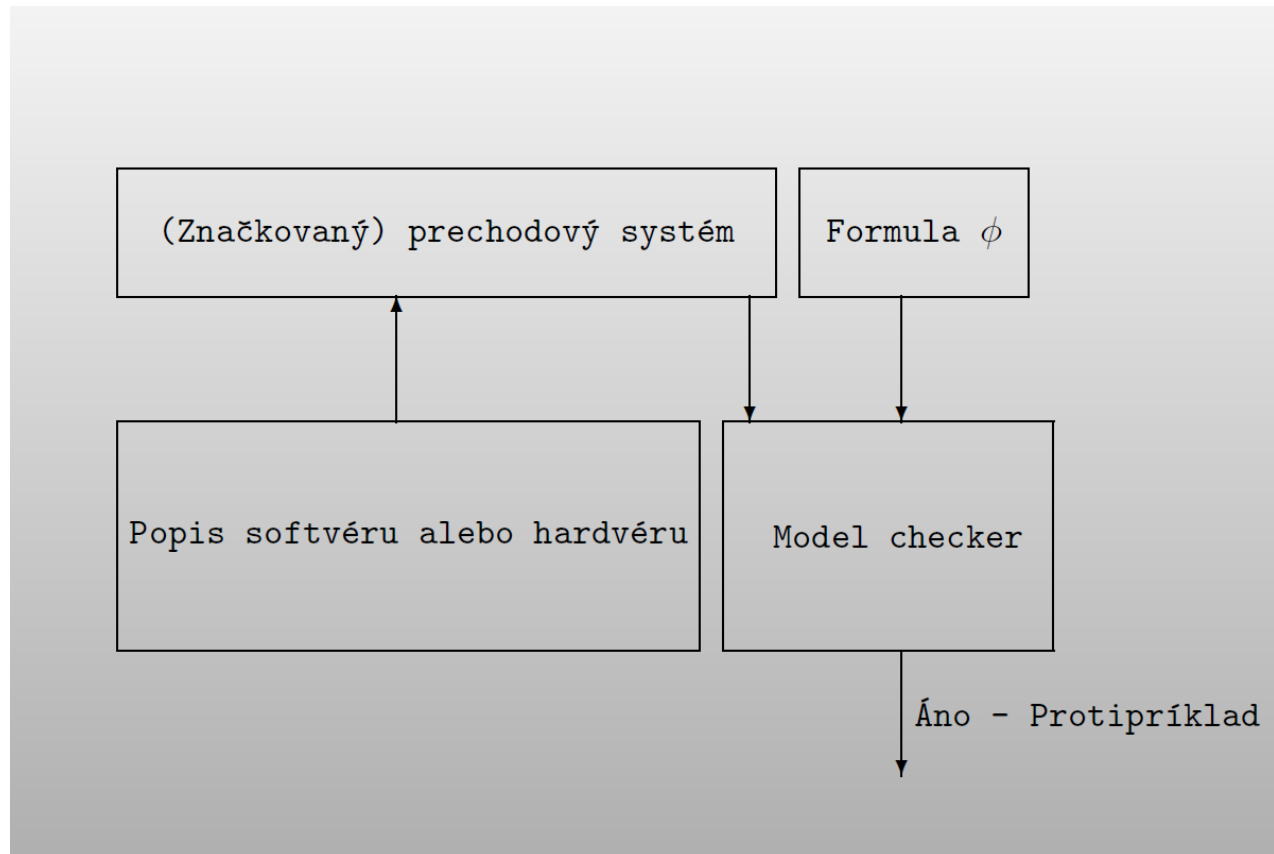 (Značkovaný) prechodový systém
Formula ϕ
Popis softvéru alebo hardvéru
Model checker
Áno - Protipríklad